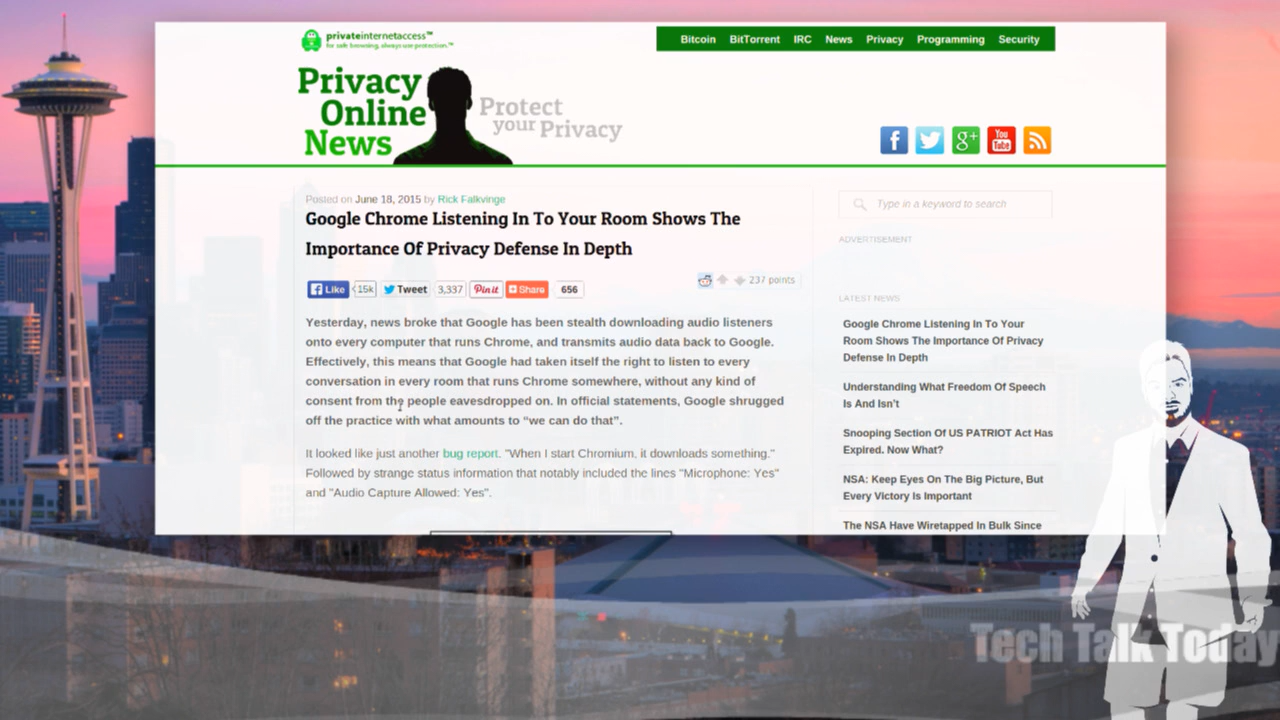 privateinternetaccess™
for safe browsing, always use protection.™
Bitcoin BitTorrent IRC News Privacy Programming Security
Privacy
Online
News
Protect
your Privacy
f g+ You Tube
Posted on June 18, 2015 by Rick Falkvinge
Google Chrome Listening In To Your Room Shows The
Importance Of Privacy Defense In Depth
f Like 15k Tweet 3,337 Pin it Share 656
237 points
Yesterday, news broke that Google has been stealth downloading audio listeners
onto every computer that runs Chrome, and transmits audio data back to Google.
Effectively, this means that Google had taken itself the right to listen to every
conversation in every room that runs Chrome somewhere, without any kind of
consent from the people eavesdropped on. In official statements, Google shrugged
off the practice with what amounts to “we can do that”.
It looked like just another bug report. "When I start Chromium, it downloads something."
Followed by strange status information that notably included the lines "Microphone: Yes"
and "Audio Capture Allowed: Yes".
Type in a keyword to search
ADVERTISEMENT
LATEST NEWS
Google Chrome Listening In To Your
Room Shows The Importance Of Privacy
Defense In Depth
Understanding What Freedom Of Speech
Is And Isn’t
Snooping Section Of US PATRIOT Act Has
Expired. Now What?
NSA: Keep Eyes On The Big Picture, But
Every Victory Is Important
The NSA Have Wiretapped In Bulk Since
Tech Talk Today